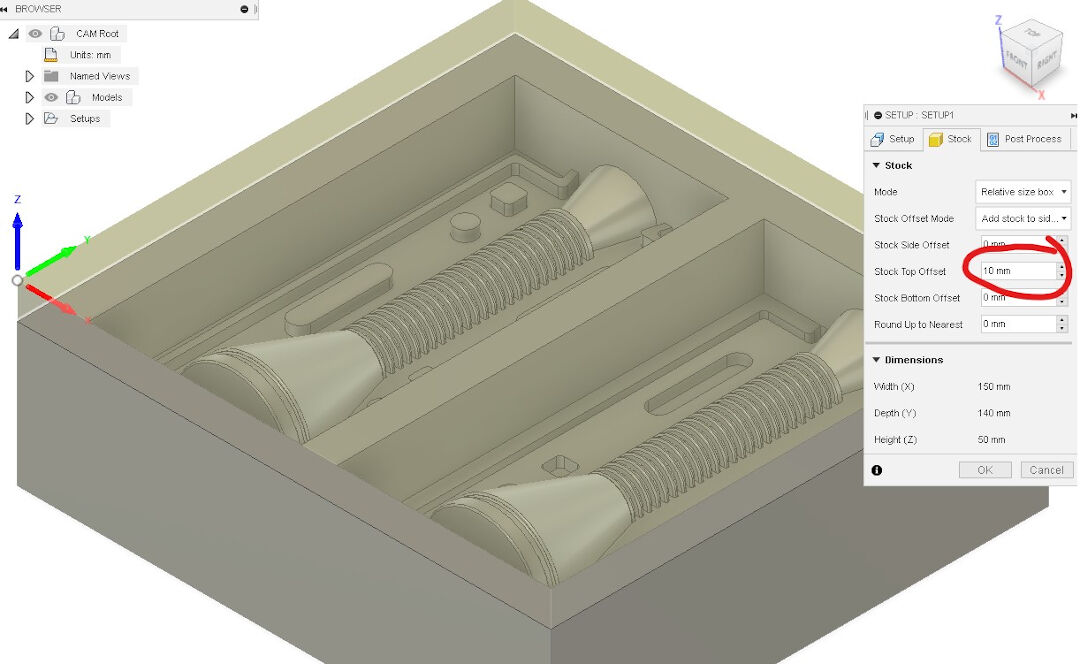 BROWSER
CAM Root
Units: mm
Named Views
Models
Setups
Z
Y
X
Z
TOP
FRONT
RIGHT
X
SETUP : SETUP1
Setup
Stock
Post Process
Stock
Mode
Relative size box
Stock Offset Mode
Add stock to sid...
Stock Side Offset
0 mm
Stock Top Offset
10 mm
Stock Bottom Offset
0 mm
Round Up to Nearest
0 mm
Dimensions
Width (X)
150 mm
Depth (Y)
140 mm
Height (Z)
50 mm
OK
Cancel